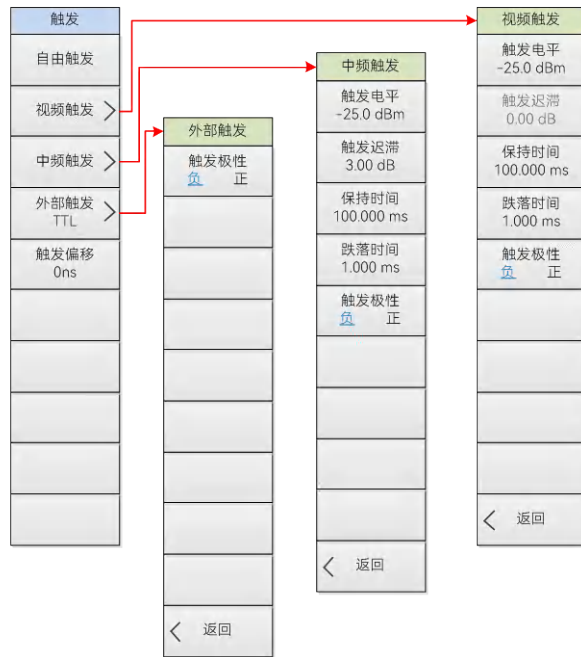 触发
自由触发
视频触发
中频触发
外部触发
TTL
触发偏移
0ns
外部触发
触发极性
负 正
返回
中频触发
触发电平
-25.0 dBm
触发迟滞
3.00 dB
保持时间
100.000 ms
跌落时间
1.000 ms
触发极性
负 正
返回
视频触发
触发电平
-25.0 dBm
触发迟滞
0.00 dB
保持时间
100.000 ms
跌落时间
1.000 ms
触发极性
负 正
返回